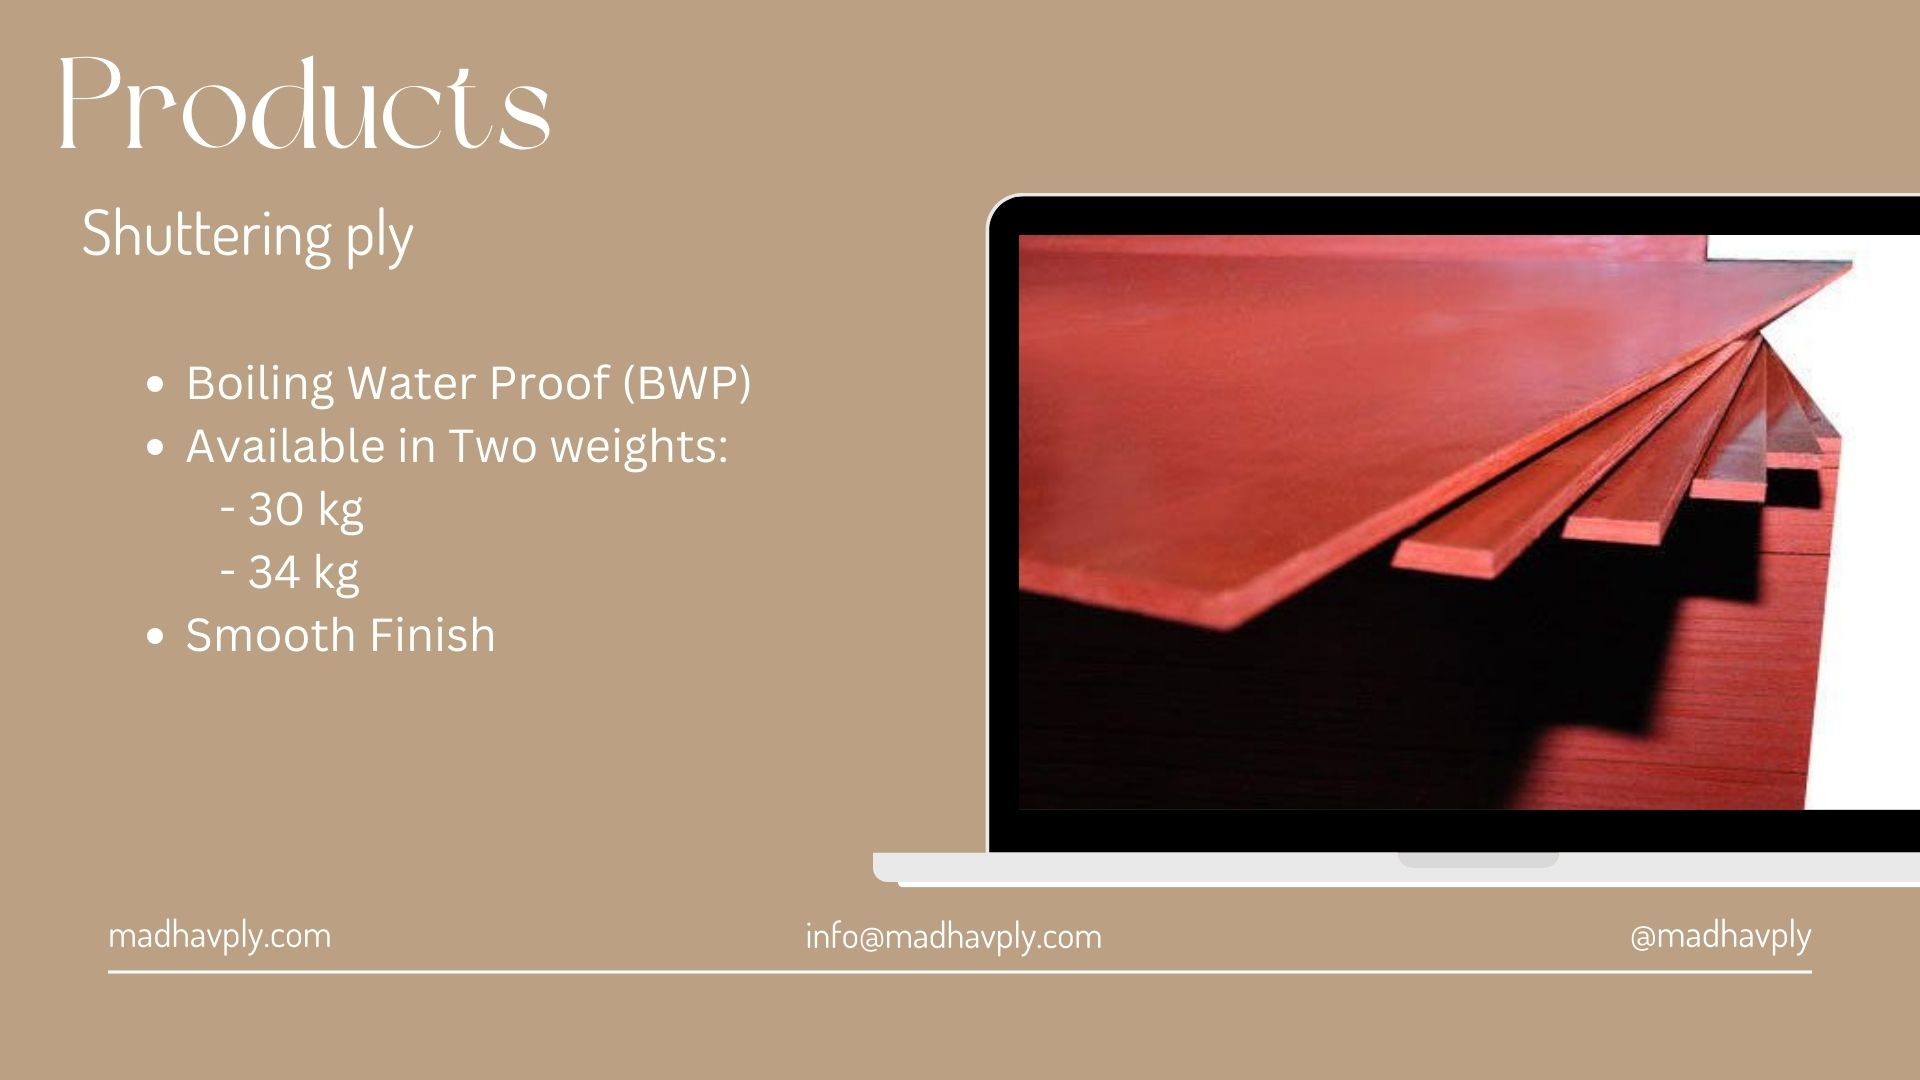 Products
Shuttering ply
• Boiling Water Proof (BWP)
• Available in Two weights:
- 30 kg
- 34 kg
• Smooth Finish
madhavply.com
info@madhavply.com
@madhavply